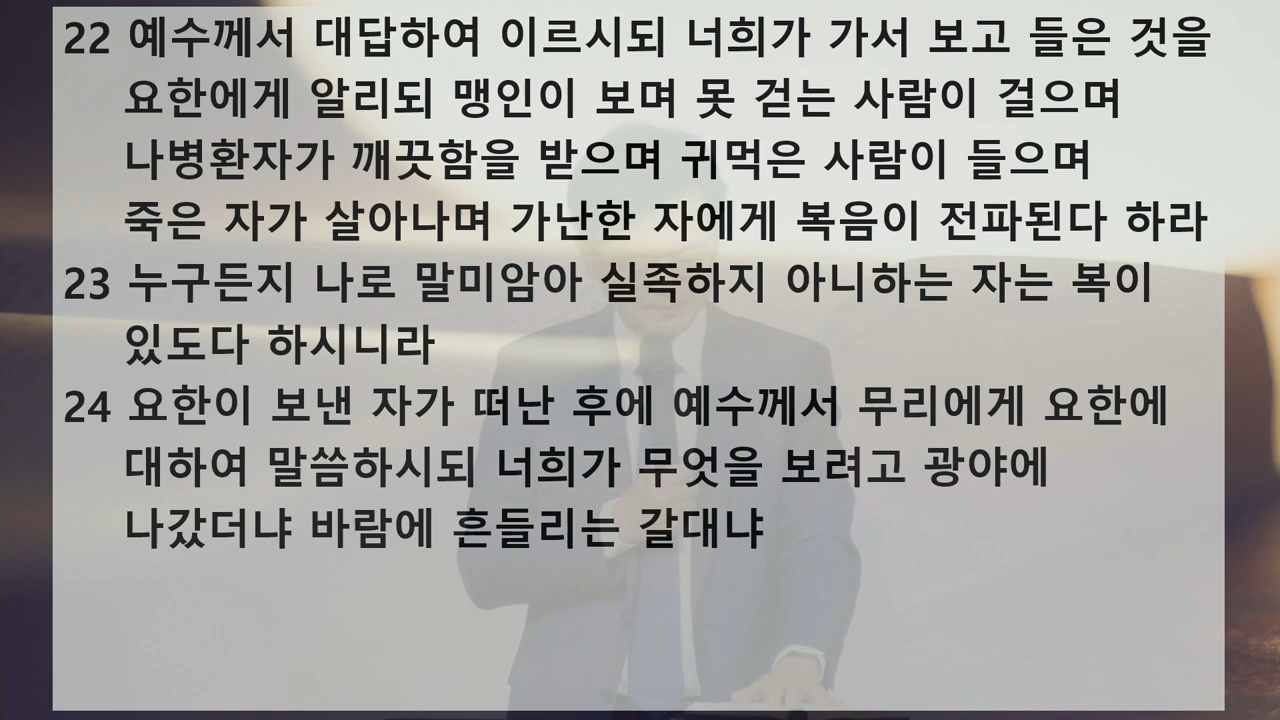 22 예수께서 대답하여 이르시되 너희가 가서 보고 들은 것을
요한에게 알리되 맹인이 보며 못 걷는 사람이 걸으며
나병환자가 깨끗함을 받으며 귀먹은 사람이 들으며
죽은 자가 살아나며 가난한 자에게 복음이 전파된다 하라
23 누구든지 나로 말미암아 실족하지 아니하는 자는 복이
있도다 하시니라
24 요한이 보낸 자가 떠난 후에 예수께서 무리에게 요한에
대하여 말씀하시되 너희가 무엇을 보려고 광야에
나갔더냐 바람에 흔들리는 갈대냐